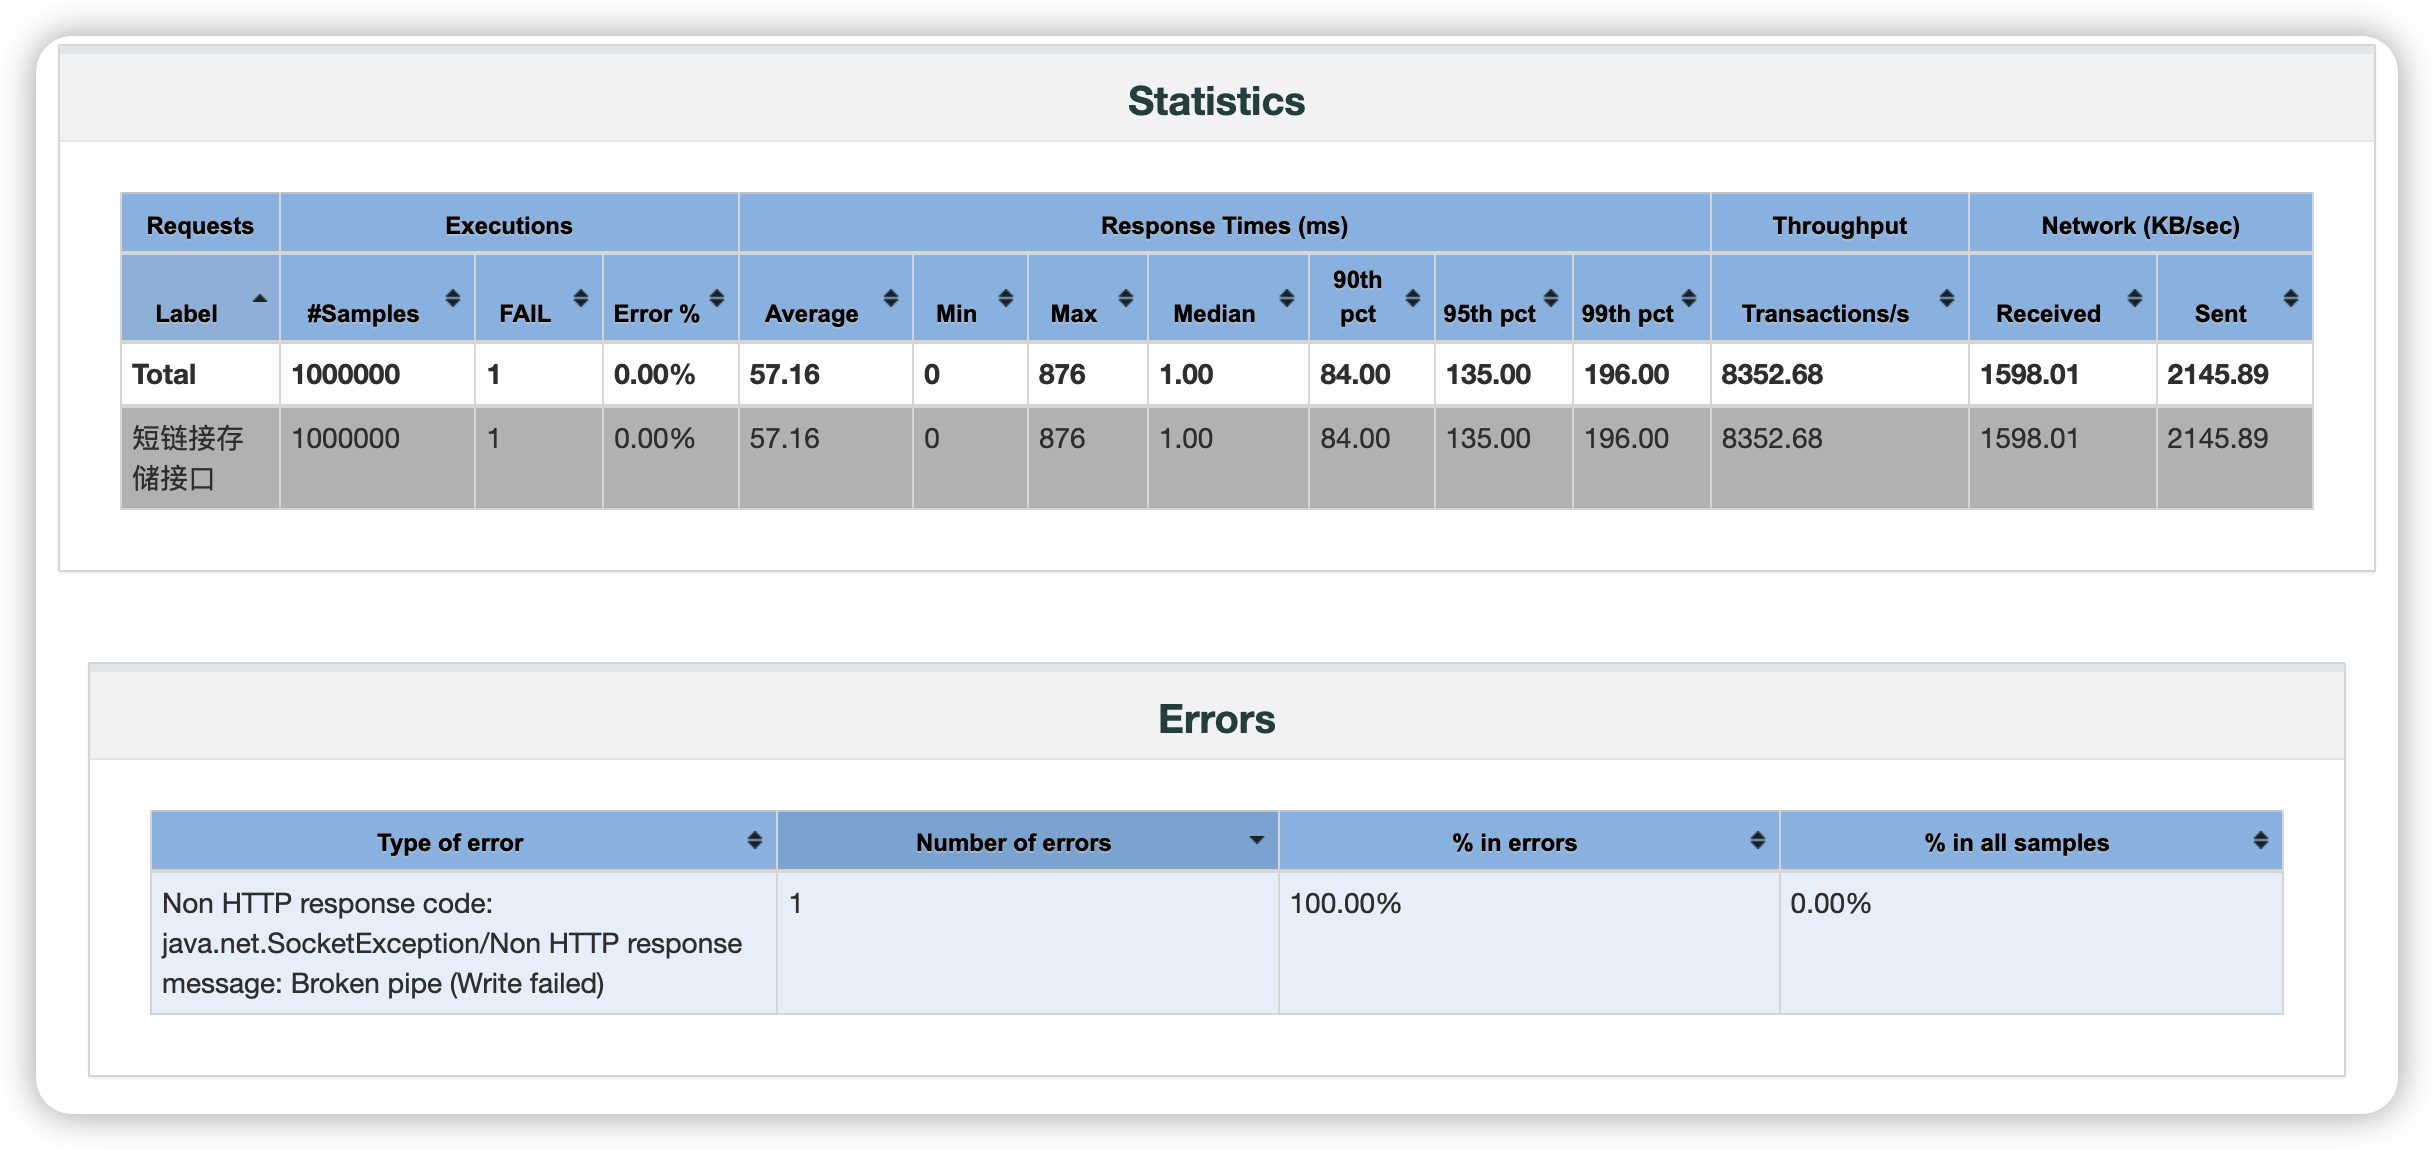 Statistics
Requests Executions Response Times (ms) Throughput Network (KB/sec)
Label #Samples FAIL Error % Average Min Max Median 90th pct 95th pct 99th pct Transactions/s Received Sent
Total 1000000 1 0.00% 57.16 0 876 1.00 84.00 135.00 196.00 8352.68 1598.01 2145.89
短链接存 1000000 1 0.00% 57.16 0 876 1.00 84.00 135.00 196.00 8352.68 1598.01 2145.89
储接口
Errors
Type of error Number of errors % in errors % in all samples
Non HTTP response code: 1 100.00% 0.00%
java.net.SocketException/Non HTTP response
message: Broken pipe (Write failed)